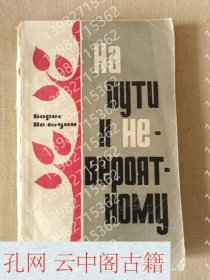 Борис
Володин
на
пути
к не-
вероят-
ному
孔网 云中阁古籍